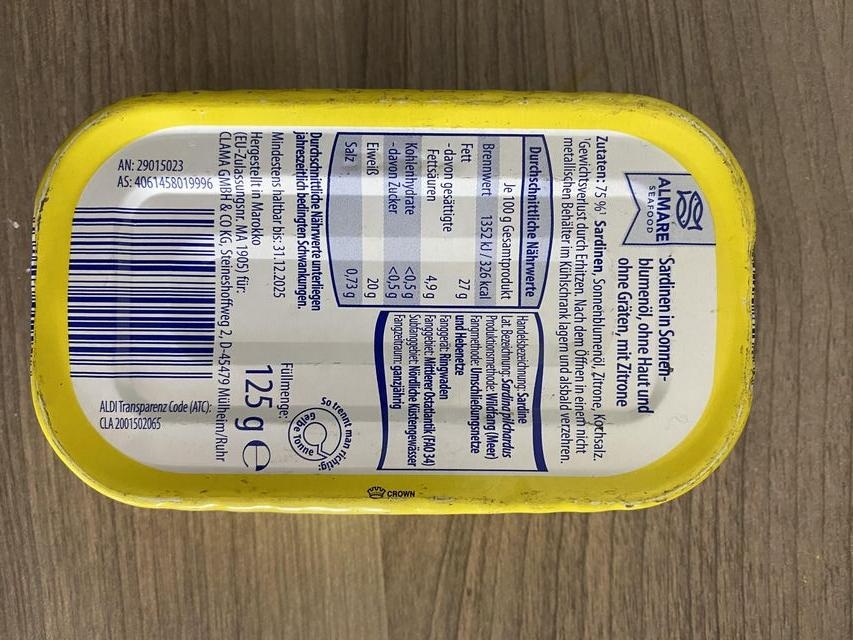 ALMARE
SEAFOOD
Sardinen in Sonnen-
blumenöl, ohne Haut und
ohne Gräten, mit Zitrone
Zutaten: 75 %¹ Sardinen, Sonnenblumenöl, Zitrone, Kochsalz.
¹Gewichtsverlust durch Erhitzen. Nach dem Öffnen in einem nicht
metallischen Behälter im Kühlschrank lagern und alsbald verzehren.
Durchschnittliche Nährwerte
Je 100 g Gesamtprodukt
Brennwert 1352 kJ / 326 kcal
Fett 27 g
-davon gesättigte
Fettsäuren 4,9 g
Kohlenhydrate <0,5 g
-davon Zucker <0,5 g
Eiweiß 20 g
Salz 0,73 g
Handelsbezeichnung: Sardine
Lat. Bezeichnung: Sardina pilchardus
Produktionsmethode: Wildfang (Meer)
Fangmethode: Umschließungsnetze
und Hebenetze
Fanggerät: Ringwaden
Fanggebiet: Mittlerer Ostatlantik (FAO 34)
Subfanggebiet: Nördliche Küstengewässer
Fangzeitraum: ganzjährig
Durchschnittliche Nährwerte unterliegen
jahreszeitlich bedingten Schwankungen.
Mindestens haltbar bis: 31.12.2025
Hergestellt in Marokko
(EU-Zulassungsnr. MA 1905) für:
CLAMA GMBH & CO KG, Steineshoffweg 2, D-45479 Mülheim/Ruhr
So trennt man richtig:
Gelbe Tonne
Füllmenge:
125 g ℮
AN: 29015023
AS: 4061458019996
ALDI Transparenz Code (ATC):
CLA 2001502065
CROWN